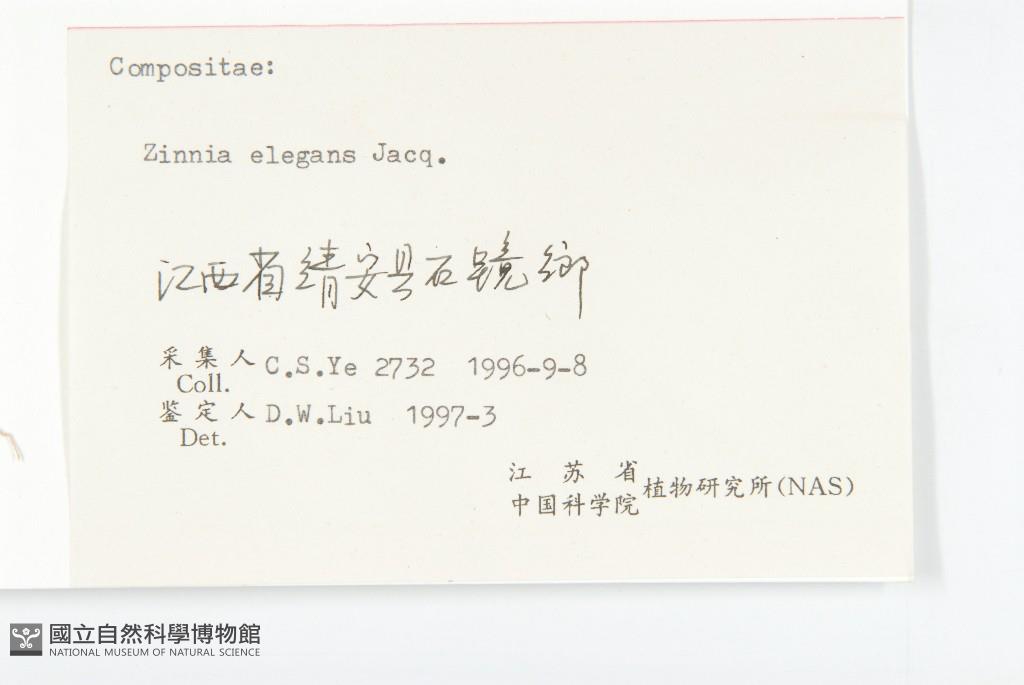 Compositae:
Zinnia elegans Jacq.
江西省靖安县石镜鄉
采集人 C.S.Ye 2732 1996-9-8
Coll.
鉴定人 D.W.Liu 1997-3
Det.
江苏省
中国科学院 植物研究所(NAS)
國立自然科學博物館
NATIONAL MUSEUM OF NATURAL SCIENCE